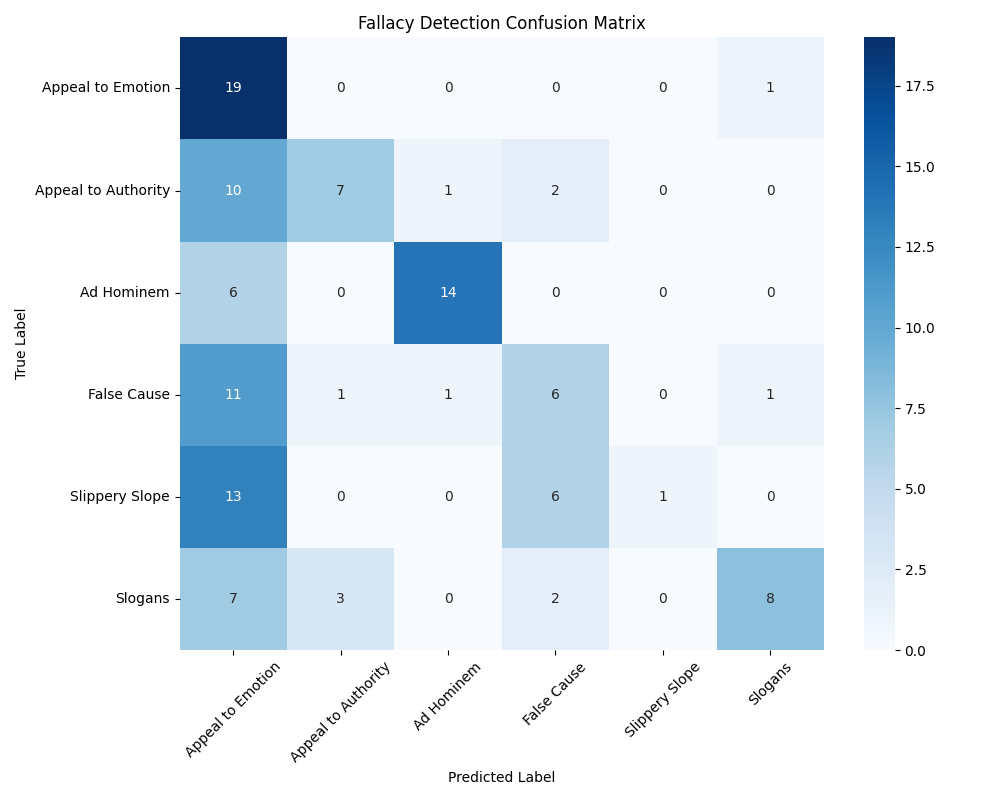 Fallacy Detection Confusion Matrix
Appeal to Emotion 19 0 0 0 0 1
Appeal to Authority 10 7 1 2 0 0
Ad Hominem 6 0 14 0 0 0
False Cause 11 1 1 6 0 1
Slippery Slope 13 0 0 6 1 0
Slogans 7 3 0 2 0 8
True Label
Appeal to Emotion Appeal to Authority Ad Hominem False Cause Slippery Slope Slogans
Predicted Label
17.5
15.0
12.5
10.0
7.5
5.0
2.5
0.0